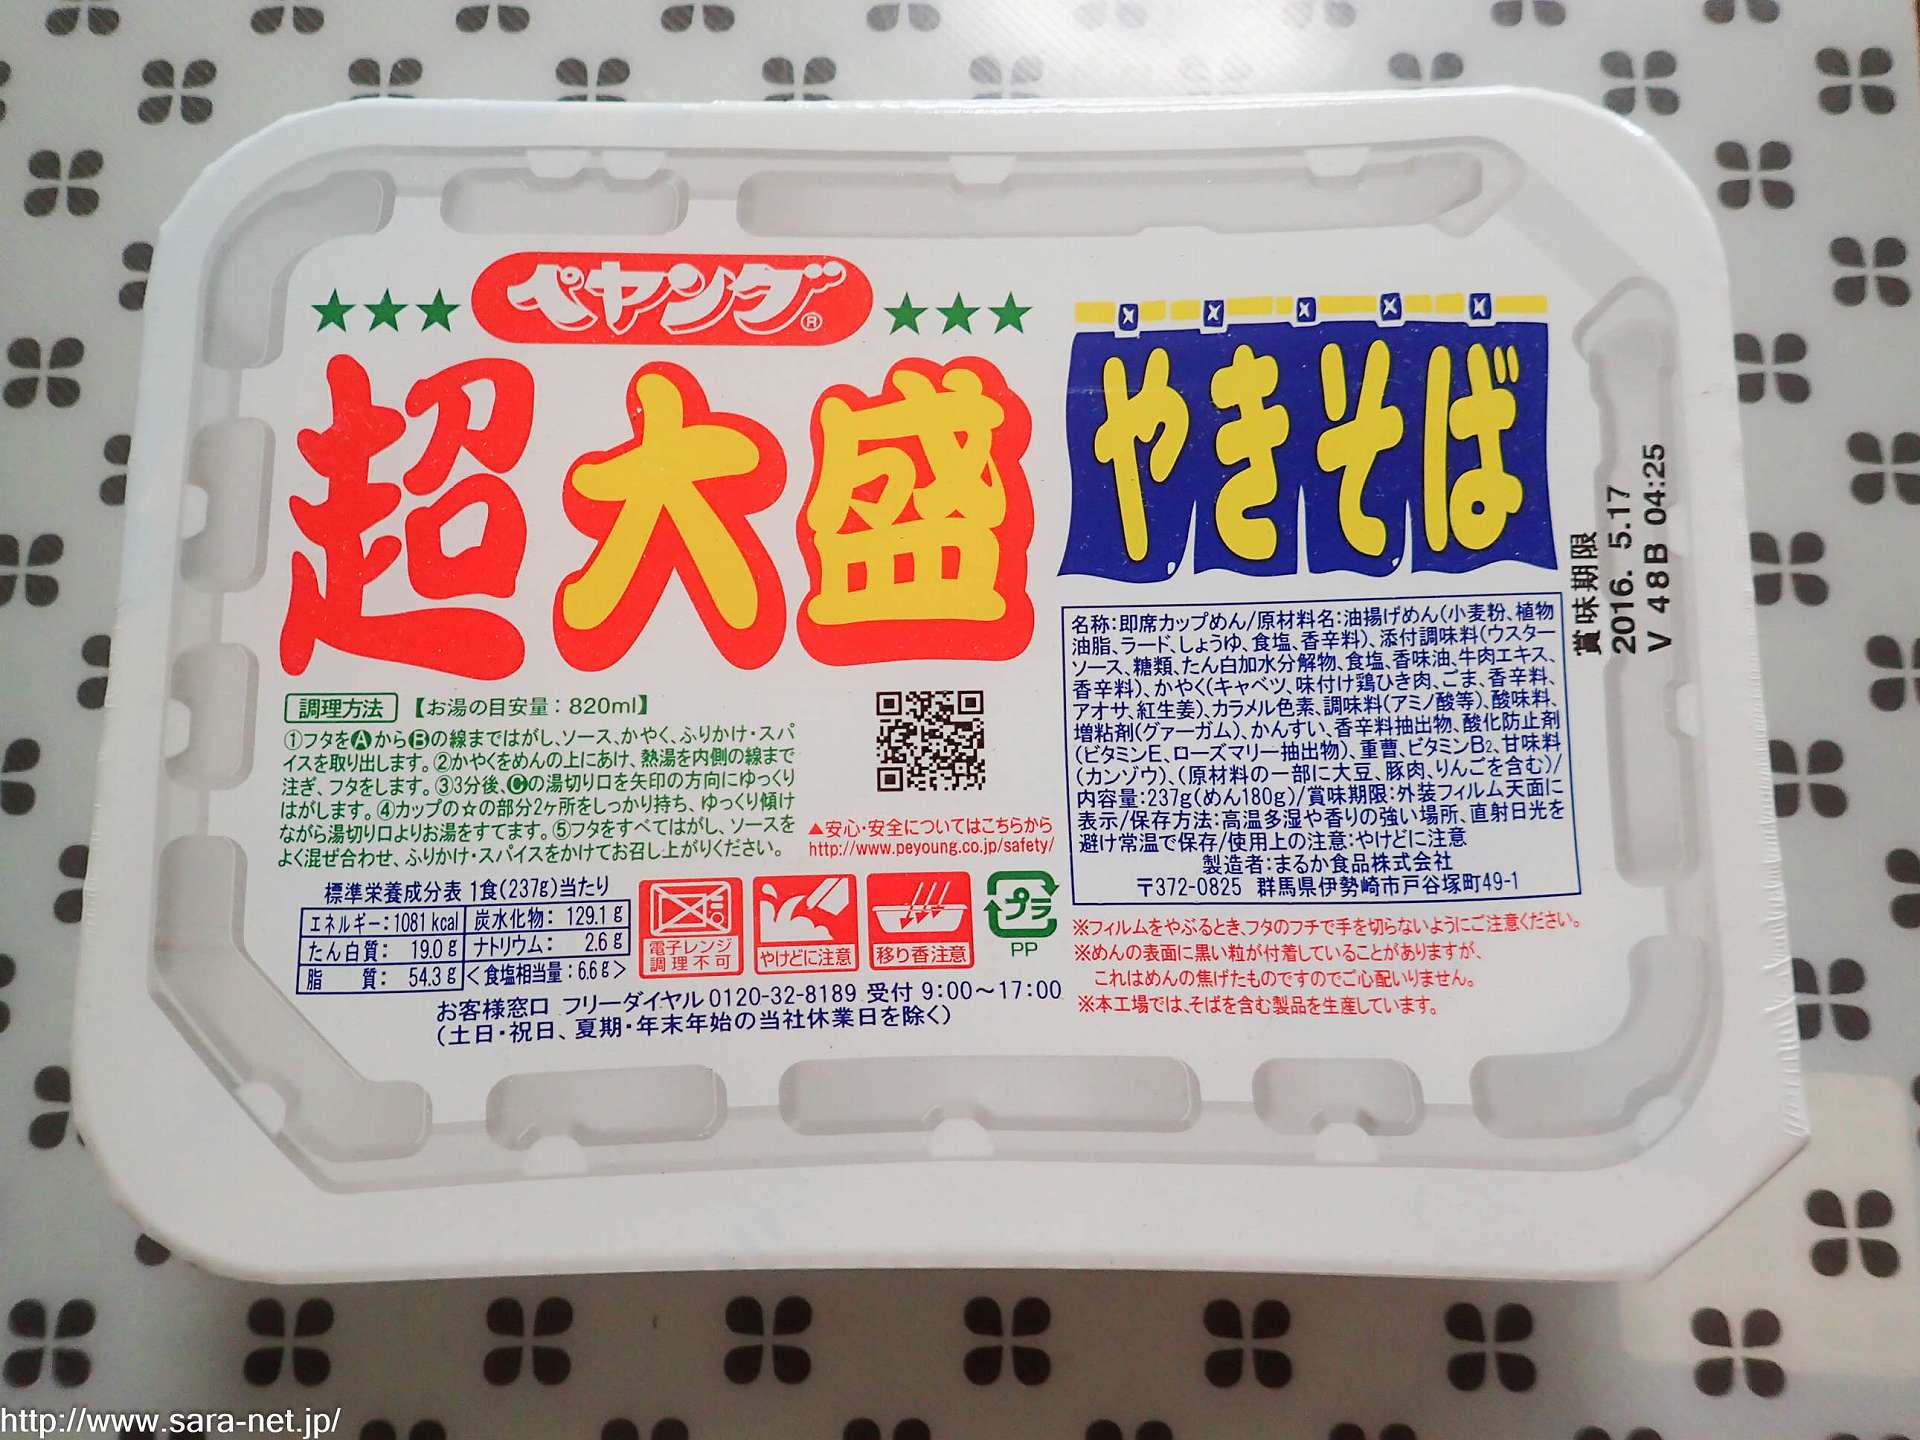 ペヤング®
超大盛
やきそば
賞味期限
2016. 5.17
V 48B 04:25
調理方法 【お湯の目安量：820ml】
①フタをAからBの線まではがし、ソース、かやく、ふりかけ・スパ
イスを取り出します。②かやくをめんの上にあけ、熱湯を内側の線まで
注ぎ、フタをします。③3分後、Cの湯切り口を矢印の方向にゆっくり
はがします。④カップの☆の部分2ヶ所をしっかり持ち、ゆっくり傾け
ながら湯切り口よりお湯をすてます。⑤フタをすべてはがし、ソースを
よく混ぜ合わせ、ふりかけ・スパイスをかけてお召し上がりください。
▲安心・安全についてはこちらから
http://www.peyoung.co.jp/safety/
標準栄養成分表 1食(237g)当たり
エネルギー：1081kcal 炭水化物： 129.1g
たん白質： 19.0g ナトリウム： 2.6g
脂 質： 54.3g <食塩相当量：6.6g>
電子レンジ
調理不可
やけどに注意
移り香注意
プラ
PP
お客様窓口 フリーダイヤル 0120-32-8189 受付 9:00～17:00
(土日・祝日、夏期・年末年始の当社休業日を除く)
名称：即席カップめん/原材料名：油揚げめん(小麦粉、植物
油脂、ラード、しょうゆ、食塩、香辛料)、添付調味料(ウスター
ソース、糖類、たん白加水分解物、食塩、香味油、牛肉エキス、
香辛料)、かやく(キャベツ、味付け鶏ひき肉、ごま、香辛料、
アオサ、紅生姜)、カラメル色素、調味料(アミノ酸等)、酸味料、
増粘剤(グァーガム)、かんすい、香辛料抽出物、酸化防止剤
(ビタミンE、ローズマリー抽出物)、重曹、ビタミンB2、甘味料
(カンゾウ)、(原材料の一部に大豆、豚肉、りんごを含む)/
内容量：237g(めん180g)/賞味期限：外装フィルム天面に
表示/保存方法：高温多湿や香りの強い場所、直射日光を
避け常温で保存/使用上の注意：やけどに注意
製造者：まるか食品株式会社
〒372-0825 群馬県伊勢崎市戸谷塚町49-1
※フィルムをやぶるとき、フタのフチで手を切らないようにご注意ください。
※めんの表面に黒い粒が付着していることがありますが、
これはめんの焦げたものですのでご心配いりません。
※本工場では、そばを含む製品を生産しています。
http://www.sara-net.jp/